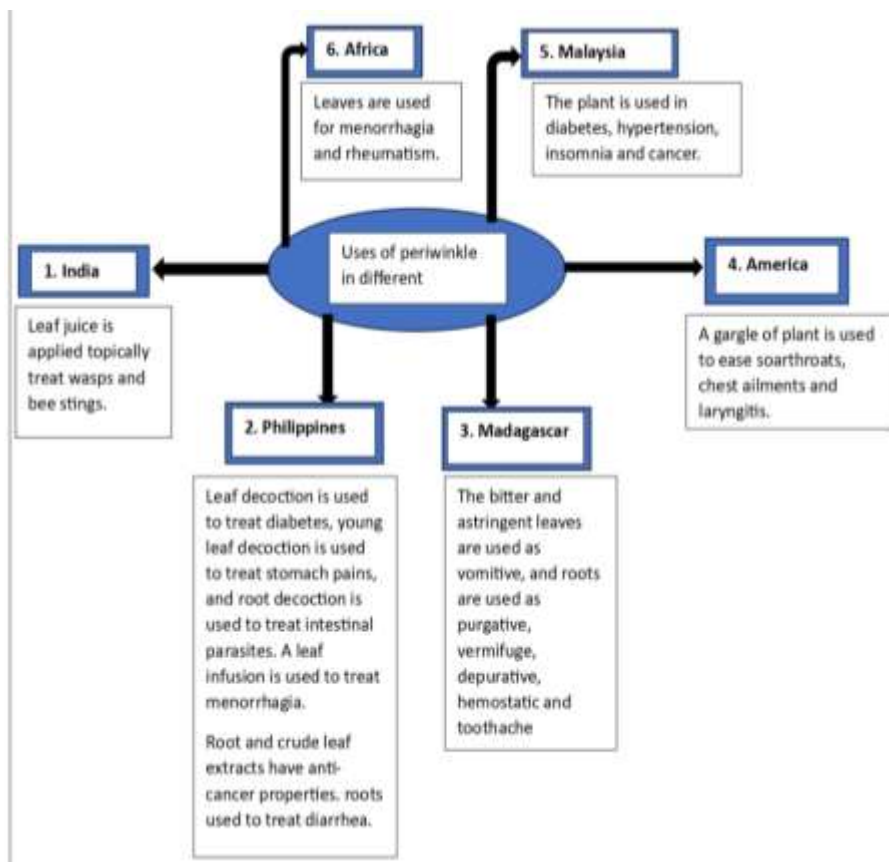 6. Africa
Leaves are used
for menorrhagia
and rheumatism.
5. Malaysia
The plant is used in
diabetes, hypertension,
insomnia and cancer.
Uses of periwinkle
in different
1. India
Leaf juice is
applied topically
treat wasps and
bee stings.
4. America
A gargle of plant is used
to ease soarthroats,
chest ailments and
laryngitis.
2. Philippines
Leaf decoction is used
to treat diabetes, young
leaf decoction is used
to treat stomach pains,
and root decoction is
used to treat intestinal
parasites. A leaf
infusion is used to treat
menorrhagia.
Root and crude leaf
extracts have anti-
cancer properties. roots
used to treat diarrhea.
3. Madagascar
The bitter and
astringent leaves
are used as
vomitive, and roots
are used as
purgative,
vermifuge,
depurative,
hemostatic and
toothache